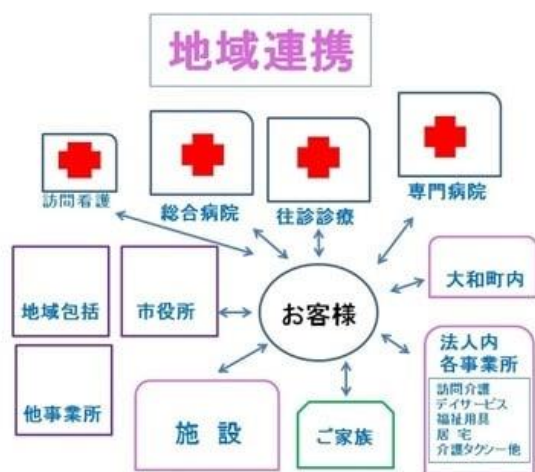 地域連携
訪問看護
総合病院
往診診療
専門病院
地域包括
市役所
お客様
大和町内
他事業所
施 設
ご家族
法人内
各事業所
訪問介護
デイサービス
福祉用具
居 宅
介護タクシー他